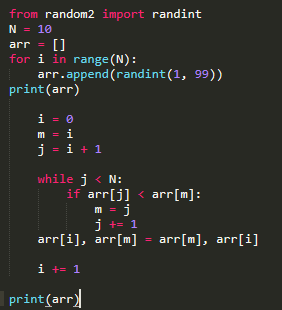 from random2 import randint
N = 10
arr = []
for i in range(N):
    arr.append(randint(1, 99))
print(arr)

    i = 0
    m = i
    j = i + 1

    while j < N:
        if arr[j] < arr[m]:
            m = j
            j += 1
    arr[i], arr[m] = arr[m], arr[i]

    i += 1

print(arr)